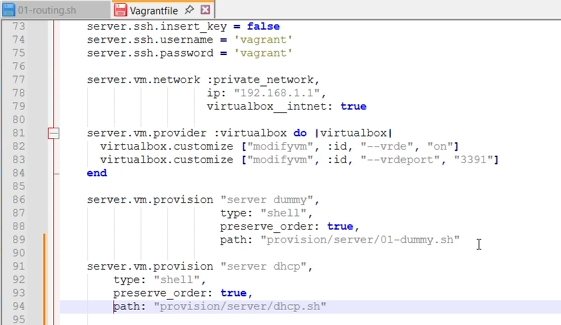 01-routing.sh Vagrantfile
73 server.ssh.insert_key = false
74 server.ssh.username = 'vagrant'
75 server.ssh.password = 'vagrant'
76
77 server.vm.network :private_network,
78 ip: "192.168.1.1",
79 virtualbox__intnet: true
80
81 server.vm.provider :virtualbox do |virtualbox|
82 virtualbox.customize ["modifyvm", :id, "--vrde", "on"]
83 virtualbox.customize ["modifyvm", :id, "--vrdeport", "3391"]
84 end
85
86 server.vm.provision "server dummy",
87 type: "shell",
88 preserve_order: true,
89 path: "provision/server/01-dummy.sh"
90
91 server.vm.provision "server dhcp",
92 type: "shell",
93 preserve_order: true,
94 path: "provision/server/dhcp.sh"
95